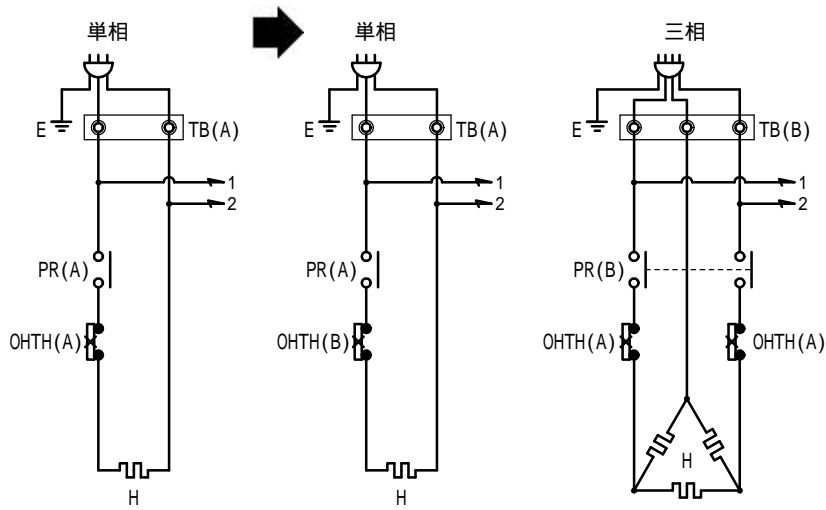 単相
E
TB(A)
1
2
PR(A)
OHTH(A)
H
単相
E
TB(A)
1
2
PR(A)
OHTH(B)
H
三相
E
TB(B)
1
2
PR(B)
OHTH(A)
OHTH(A)
H